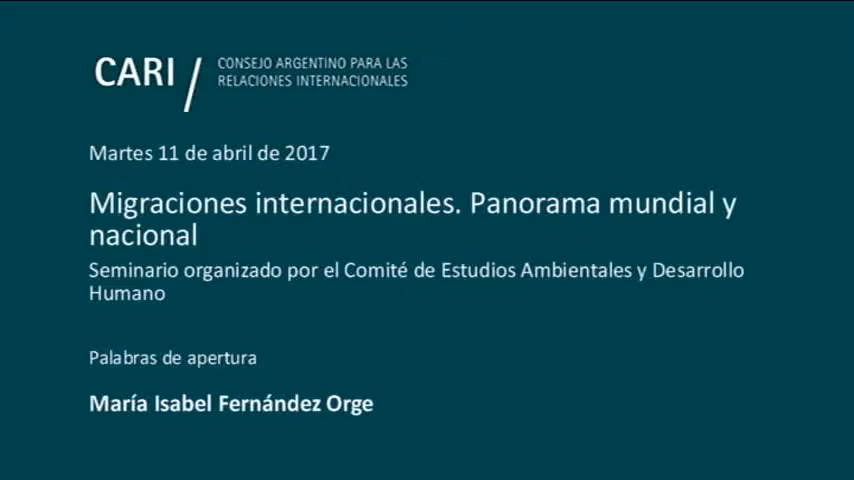 CARI /
CONSEJO ARGENTINO PARA LAS
RELACIONES INTERNACIONALES
Martes 11 de abril de 2017
Migraciones internacionales. Panorama mundial y
nacional
Seminario organizado por el Comité de Estudios Ambientales y Desarrollo
Humano
Palabras de apertura
María Isabel Fernández Orge